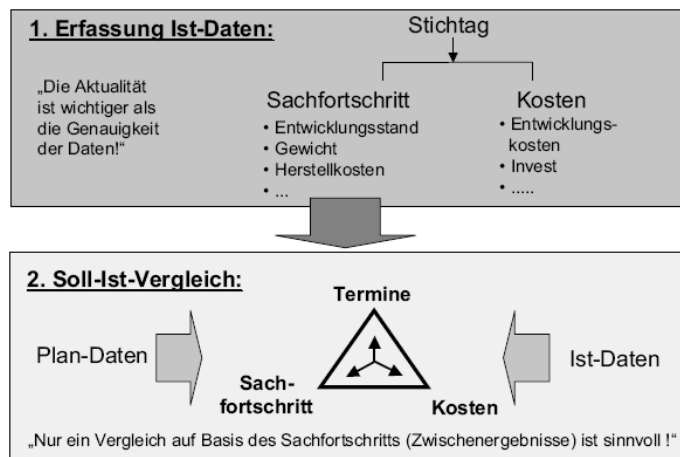 1. Erfassung Ist-Daten:
Stichtag
„Die Aktualität
ist wichtiger als
die Genauigkeit
der Daten!“
Sachfortschritt
• Entwicklungsstand
• Gewicht
• Herstellkosten
• ...
Kosten
• Entwicklungs-
kosten
• Invest
• .....
2. Soll-Ist-Vergleich:
Termine
Plan-Daten
Ist-Daten
Sach-
fortschritt
Kosten
„Nur ein Vergleich auf Basis des Sachfortschritts (Zwischenergebnisse) ist sinnvoll !“